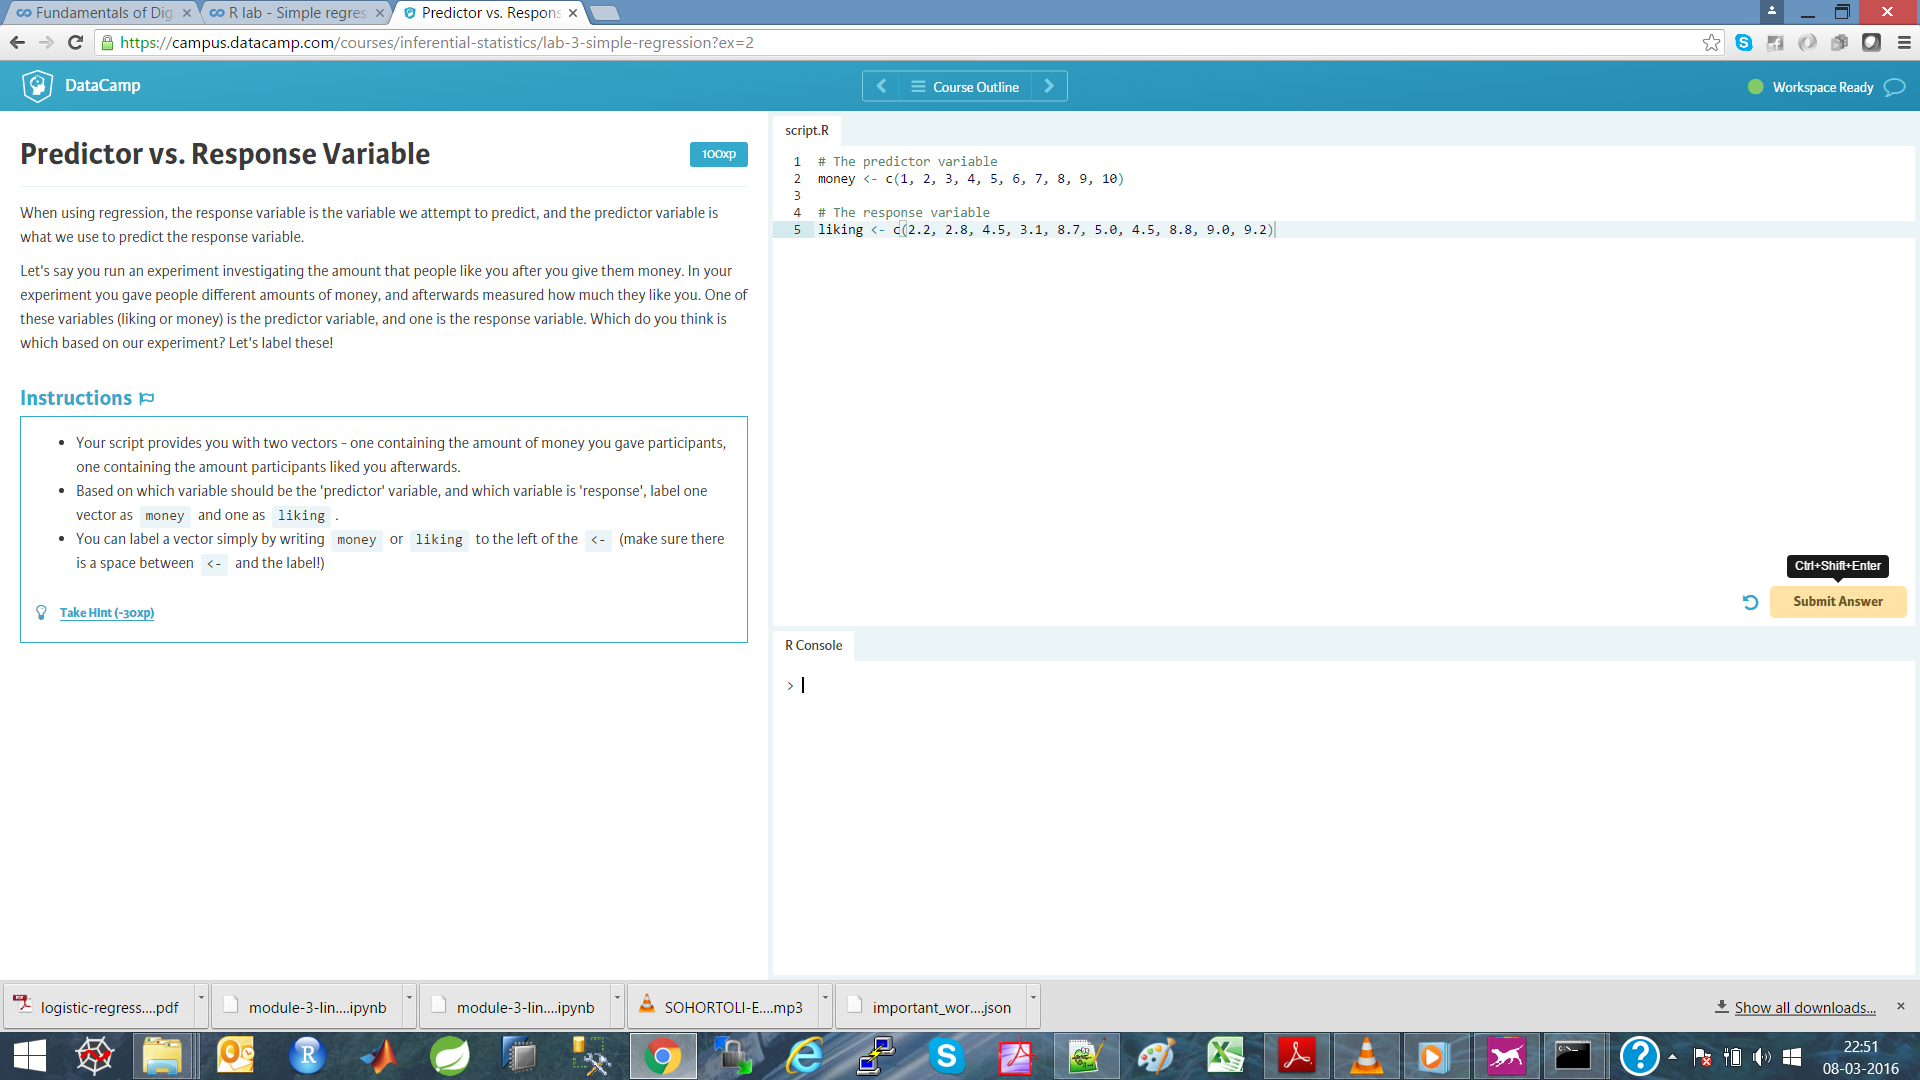 Fundamentals of Dig
R lab - Simple regres
Predictor vs. Respons
https://campus.datacamp.com/courses/inferential-statistics/lab-3-simple-regression?ex=2
DataCamp
Course Outline
Workspace Ready
Predictor vs. Response Variable
100xp
When using regression, the response variable is the variable we attempt to predict, and the predictor variable is
what we use to predict the response variable.
Let's say you run an experiment investigating the amount that people like you after you give them money. In your
experiment you gave people different amounts of money, and afterwards measured how much they like you. One of
these variables (liking or money) is the predictor variable, and one is the response variable. Which do you think is
which based on our experiment? Let's label these!
Instructions
• Your script provides you with two vectors - one containing the amount of money you gave participants,
one containing the amount participants liked you afterwards.
• Based on which variable should be the 'predictor' variable, and which variable is 'response', label one
vector as money and one as liking .
• You can label a vector simply by writing money or liking to the left of the <- (make sure there
is a space between <- and the label!)
Take Hint (-30xp)
script.R
1 # The predictor variable
2 money <- c(1, 2, 3, 4, 5, 6, 7, 8, 9, 10)
3
4 # The response variable
5 liking <- c(2.2, 2.8, 4.5, 3.1, 8.7, 5.0, 4.5, 8.8, 9.0, 9.2)
Ctrl+Shift+Enter
Submit Answer
R Console
>
logistic-regress....pdf
module-3-lin....ipynb
module-3-lin....ipynb
SOHORTOLI-E....mp3
important_wor....json
Show all downloads...
22:51
08-03-2016